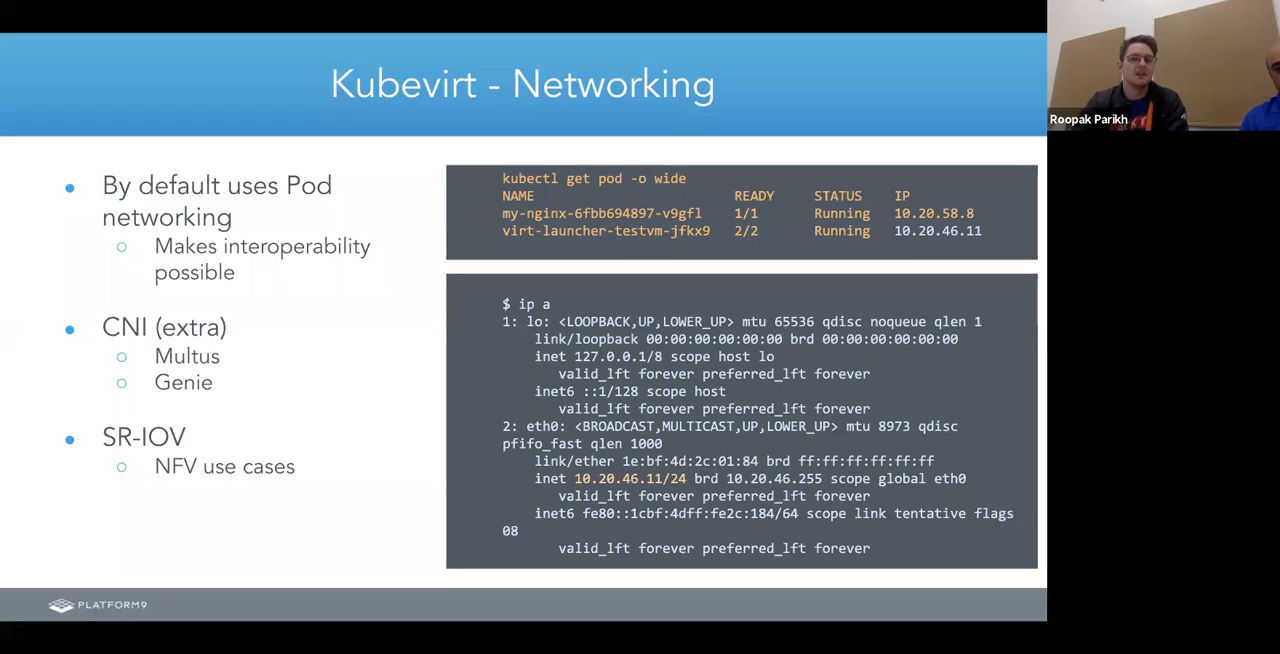 Kubevirt - Networking
By default uses Pod
networking
Makes interoperability
possible
CNI (extra)
Multus
Genie
SR-IOV
NFV use cases
kubectl get pod -o wide
NAME READY STATUS IP
my-nginx-6fbb694897-v9gfl 1/1 Running 10.20.58.8
virt-launcher-testvm-jfkx9 2/2 Running 10.20.46.11
$ ip a
1: lo: <LOOPBACK,UP,LOWER_UP> mtu 65536 qdisc noqueue qlen 1
link/loopback 00:00:00:00:00:00 brd 00:00:00:00:00:00
inet 127.0.0.1/8 scope host lo
valid_lft forever preferred_lft forever
inet6 ::1/128 scope host
valid_lft forever preferred_lft forever
2: eth0: <BROADCAST,MULTICAST,UP,LOWER_UP> mtu 8973 qdisc
pfifo_fast qlen 1000
link/ether 1e:bf:4d:2c:01:84 brd ff:ff:ff:ff:ff:ff
inet 10.20.46.11/24 brd 10.20.46.255 scope global eth0
valid_lft forever preferred_lft forever
inet6 fe80::1cbf:4dff:fe2c:184/64 scope link tentative flags
08
valid_lft forever preferred_lft forever
PLATFORM9
Roopak Parikh